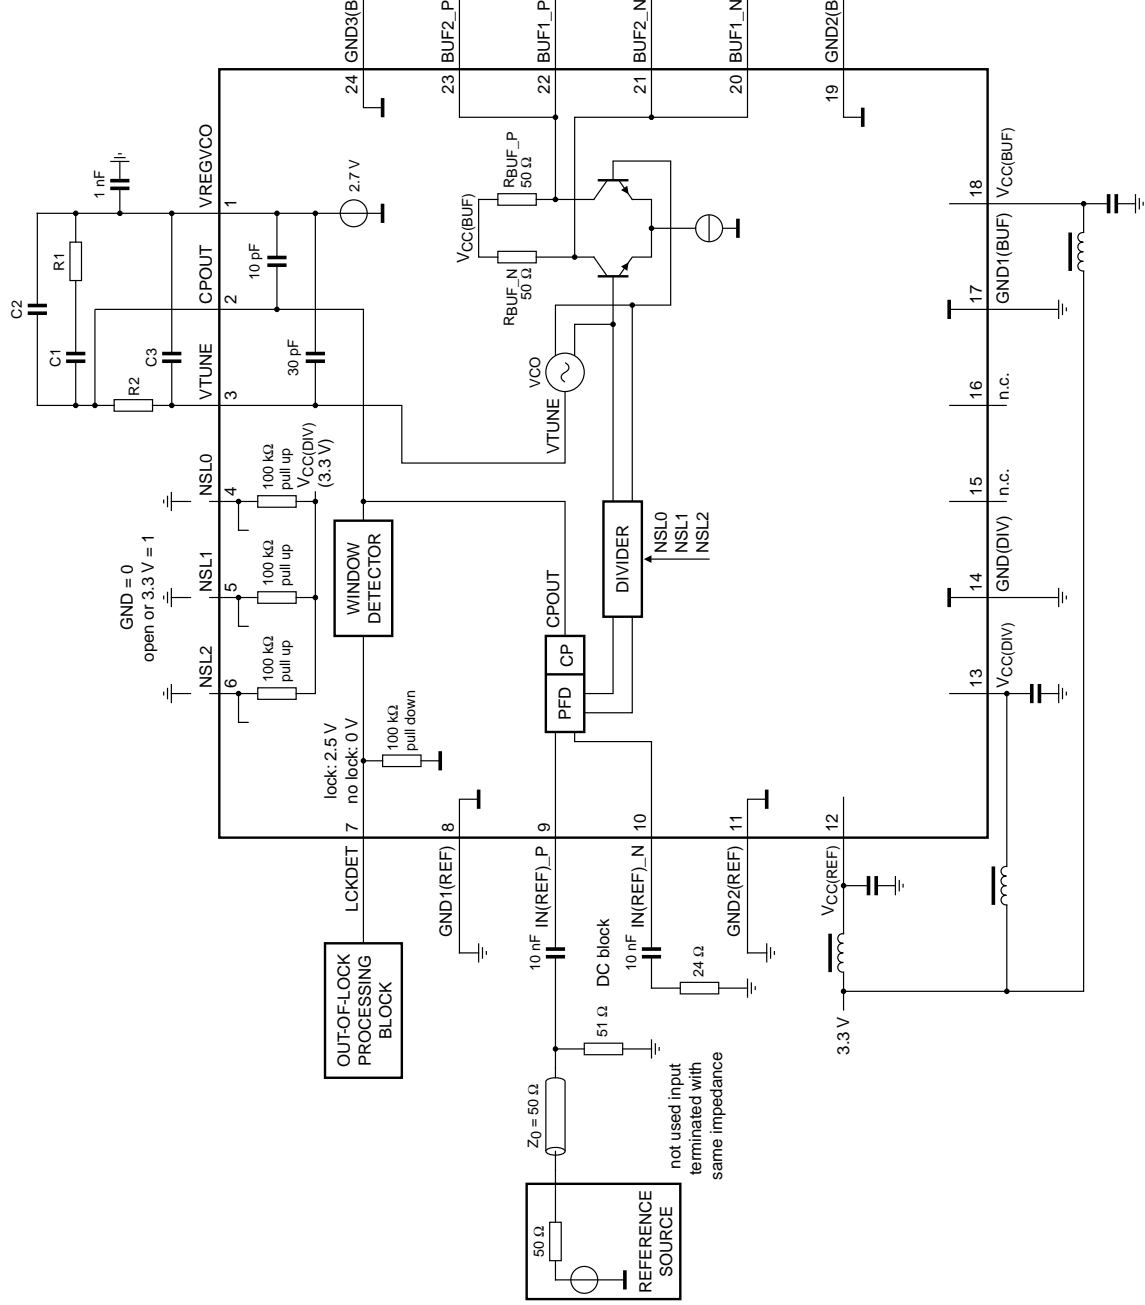 GND3(B
BUF2_P
BUF1_P
BUF2_N
BUF1_N
GND2(B
24
23
22
21
20
19
VREGVCO
1
1 nF
CPOUT
2
VTUNE
3
C2
R1
C1
C3
R2
10 pF
30 pF
2.7 V
NSL0
4
NSL1
5
NSL2
6
GND = 0
open or 3.3 V = 1
100 kΩ
pull up
100 kΩ
pull up
100 kΩ
pull up
VCC(DIV)
(3.3 V)
VCC(BUF)
RBUF_P
50 Ω
RBUF_N
50 Ω
VCO
VTUNE
WINDOW
DETECTOR
CPOUT
CP
PFD
DIVIDER
NSL0
NSL1
NSL2
lock: 2.5 V
no lock: 0 V
100 kΩ
pull down
18
VCC(BUF)
17
GND1(BUF)
16
n.c.
15
n.c.
14
GND(DIV)
13
VCC(DIV)
7
LCKDET
8
GND1(REF)
9
IN(REF)_P
10
IN(REF)_N
11
GND2(REF)
12
VCC(REF)
OUT-OF-LOCK
PROCESSING
BLOCK
10 nF
DC block
10 nF
24 Ω
51 Ω
3.3 V
Z0 = 50 Ω
not used input
terminated with
same impedance
50 Ω
REFERENCE
SOURCE